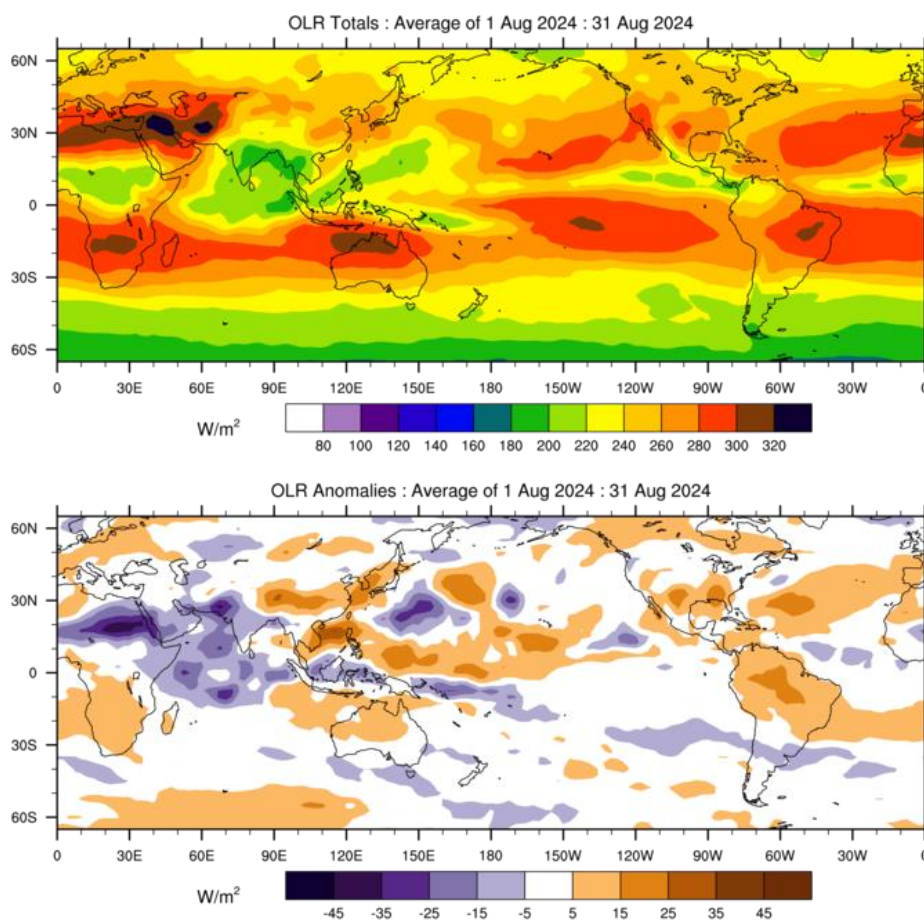 OLR Totals : Average of 1 Aug 2024 : 31 Aug 2024
60N
30N
0
30S
60S
0 30E 60E 90E 120E 150E 180 150W 120W 90W 60W 30W 0
W/m2 80 100 120 140 160 180 200 220 240 260 280 300 320
OLR Anomalies : Average of 1 Aug 2024 : 31 Aug 2024
60N
30N
0
30S
60S
0 30E 60E 90E 120E 150E 180 150W 120W 90W 60W 30W 0
W/m2 -45 -35 -25 -15 -5 5 15 25 35 45